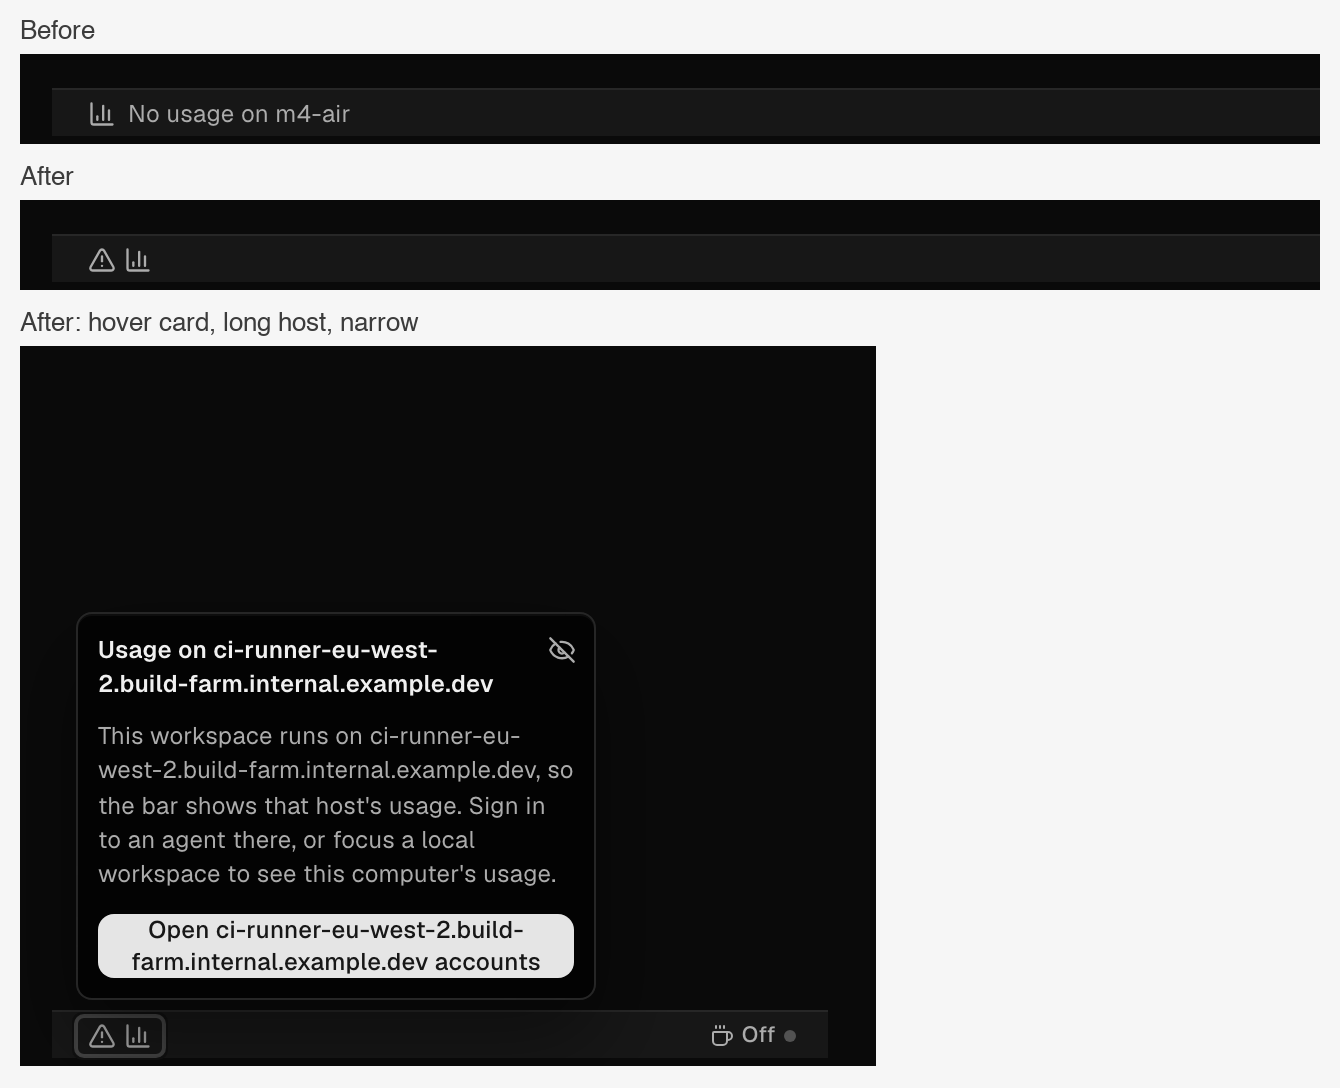 Before
No usage on m4-air
After
After: hover card, long host, narrow
Usage on ci-runner-eu-west-
2.build-farm.internal.example.dev
This workspace runs on ci-runner-eu-
west-2.build-farm.internal.example.dev, so
the bar shows that host's usage. Sign in
to an agent there, or focus a local
workspace to see this computer's usage.
Open ci-runner-eu-west-2.build-
farm.internal.example.dev accounts
Off